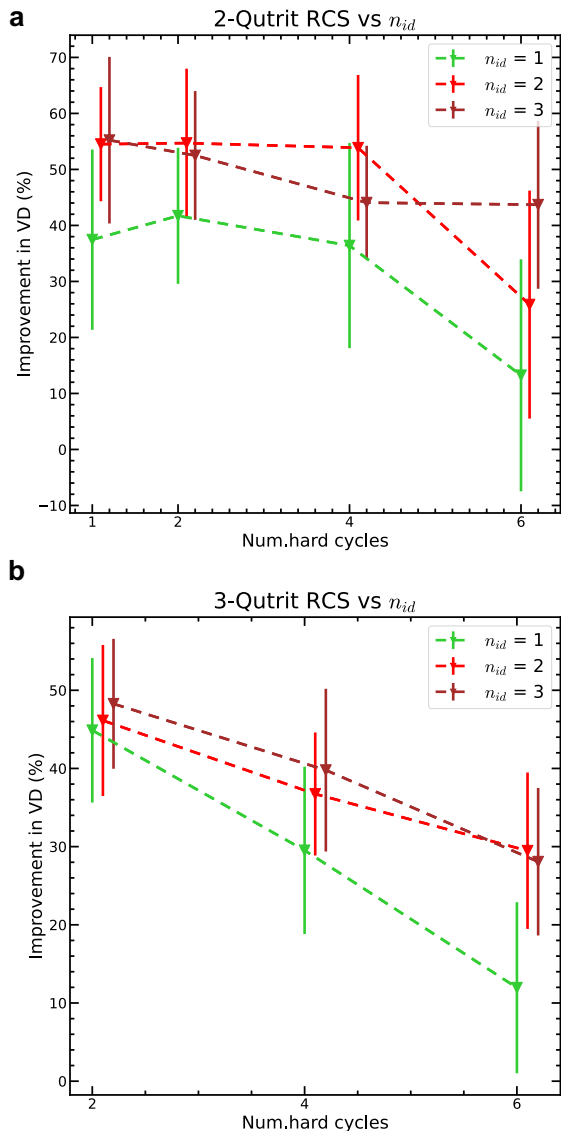 a
2-Qutrit RCS vs n_id
n_id = 1
n_id = 2
n_id = 3
70
60
50
40
30
20
10
0
−10
Improvement in VD (%)
1 2 4 6
Num.hard cycles
b
3-Qutrit RCS vs n_id
n_id = 1
n_id = 2
n_id = 3
50
40
30
20
10
0
Improvement in VD (%)
2 4 6
Num.hard cycles